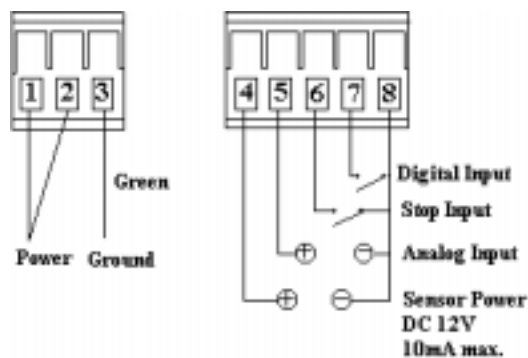 1 2 3
4 5 6 7 8
Green
Power Ground
Digital Input
Stop Input
+ − Analog Input
+ − Sensor Power
DC 12V
10mA max.